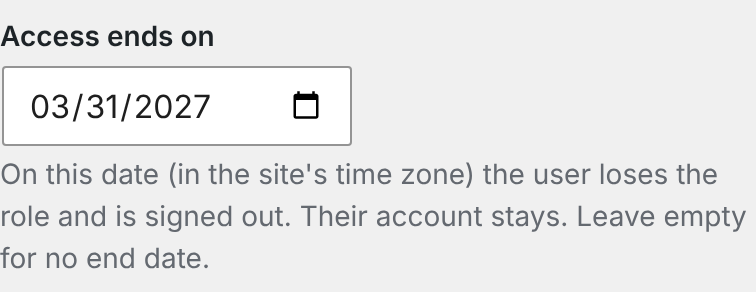 Access ends on
03/31/2027
On this date (in the site's time zone) the user loses the
role and is signed out. Their account stays. Leave empty
for no end date.